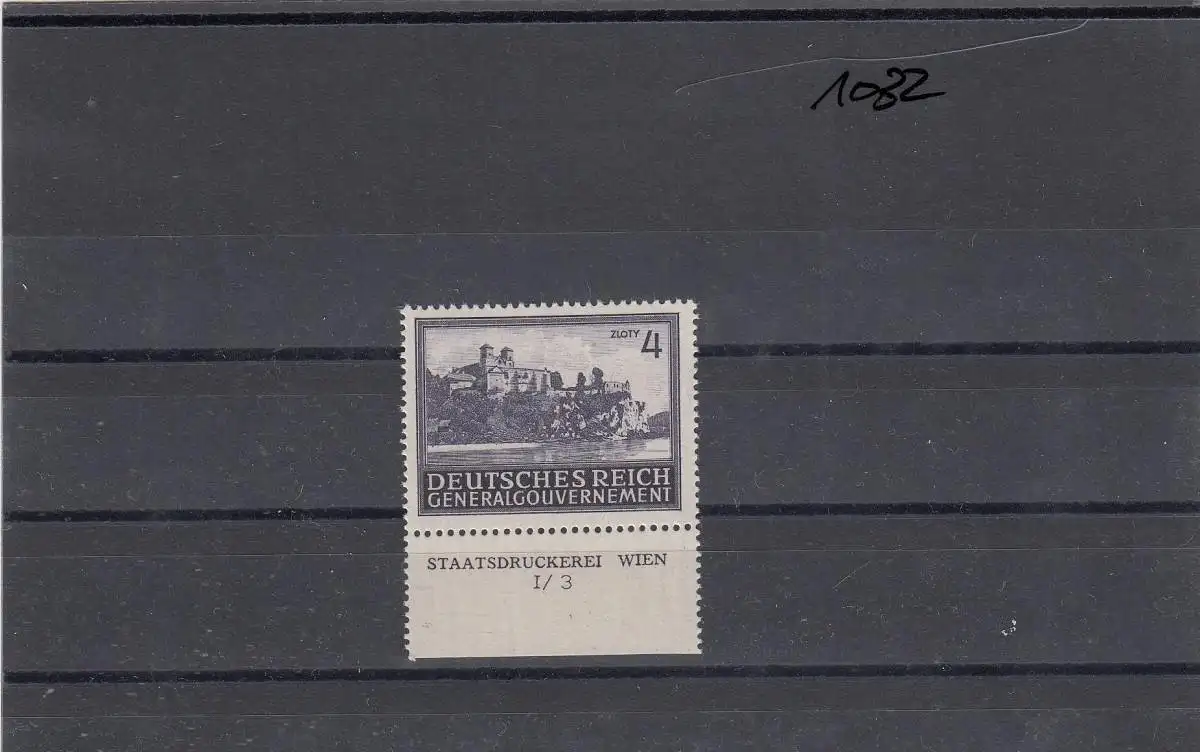 1082
ZLOTY 4
DEUTSCHES REICH
GENERALGOUVERNEMENT
STAATSDRUCKEREI WIEN
I/3